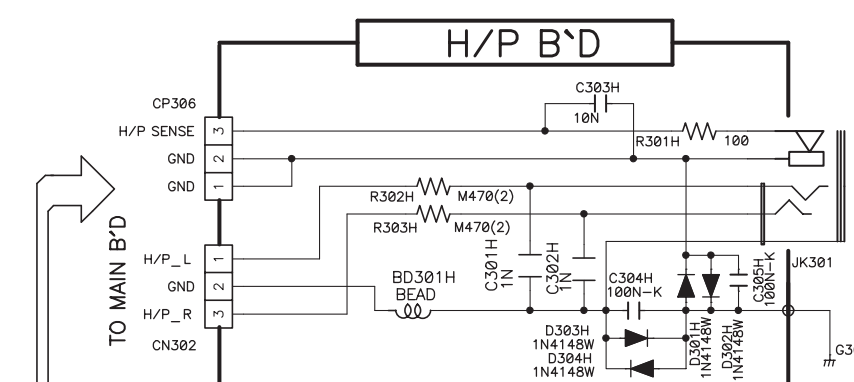 H/P B`D
C303H
10N
CP306
H/P SENSE
3
R301H
100
GND
2
GND
1
R302H
M470(2)
R303H
M470(2)
TO MAIN B'D
H/P_L
1
GND
2
H/P_R
3
CN302
BD301H
BEAD
C301H
1N
C302H
1N
C304H
100N-K
C305H
100N-K
JK301
D303H
1N4148W
D304H
1N4148W
D301H
1N4148W
D302H
1N4148W